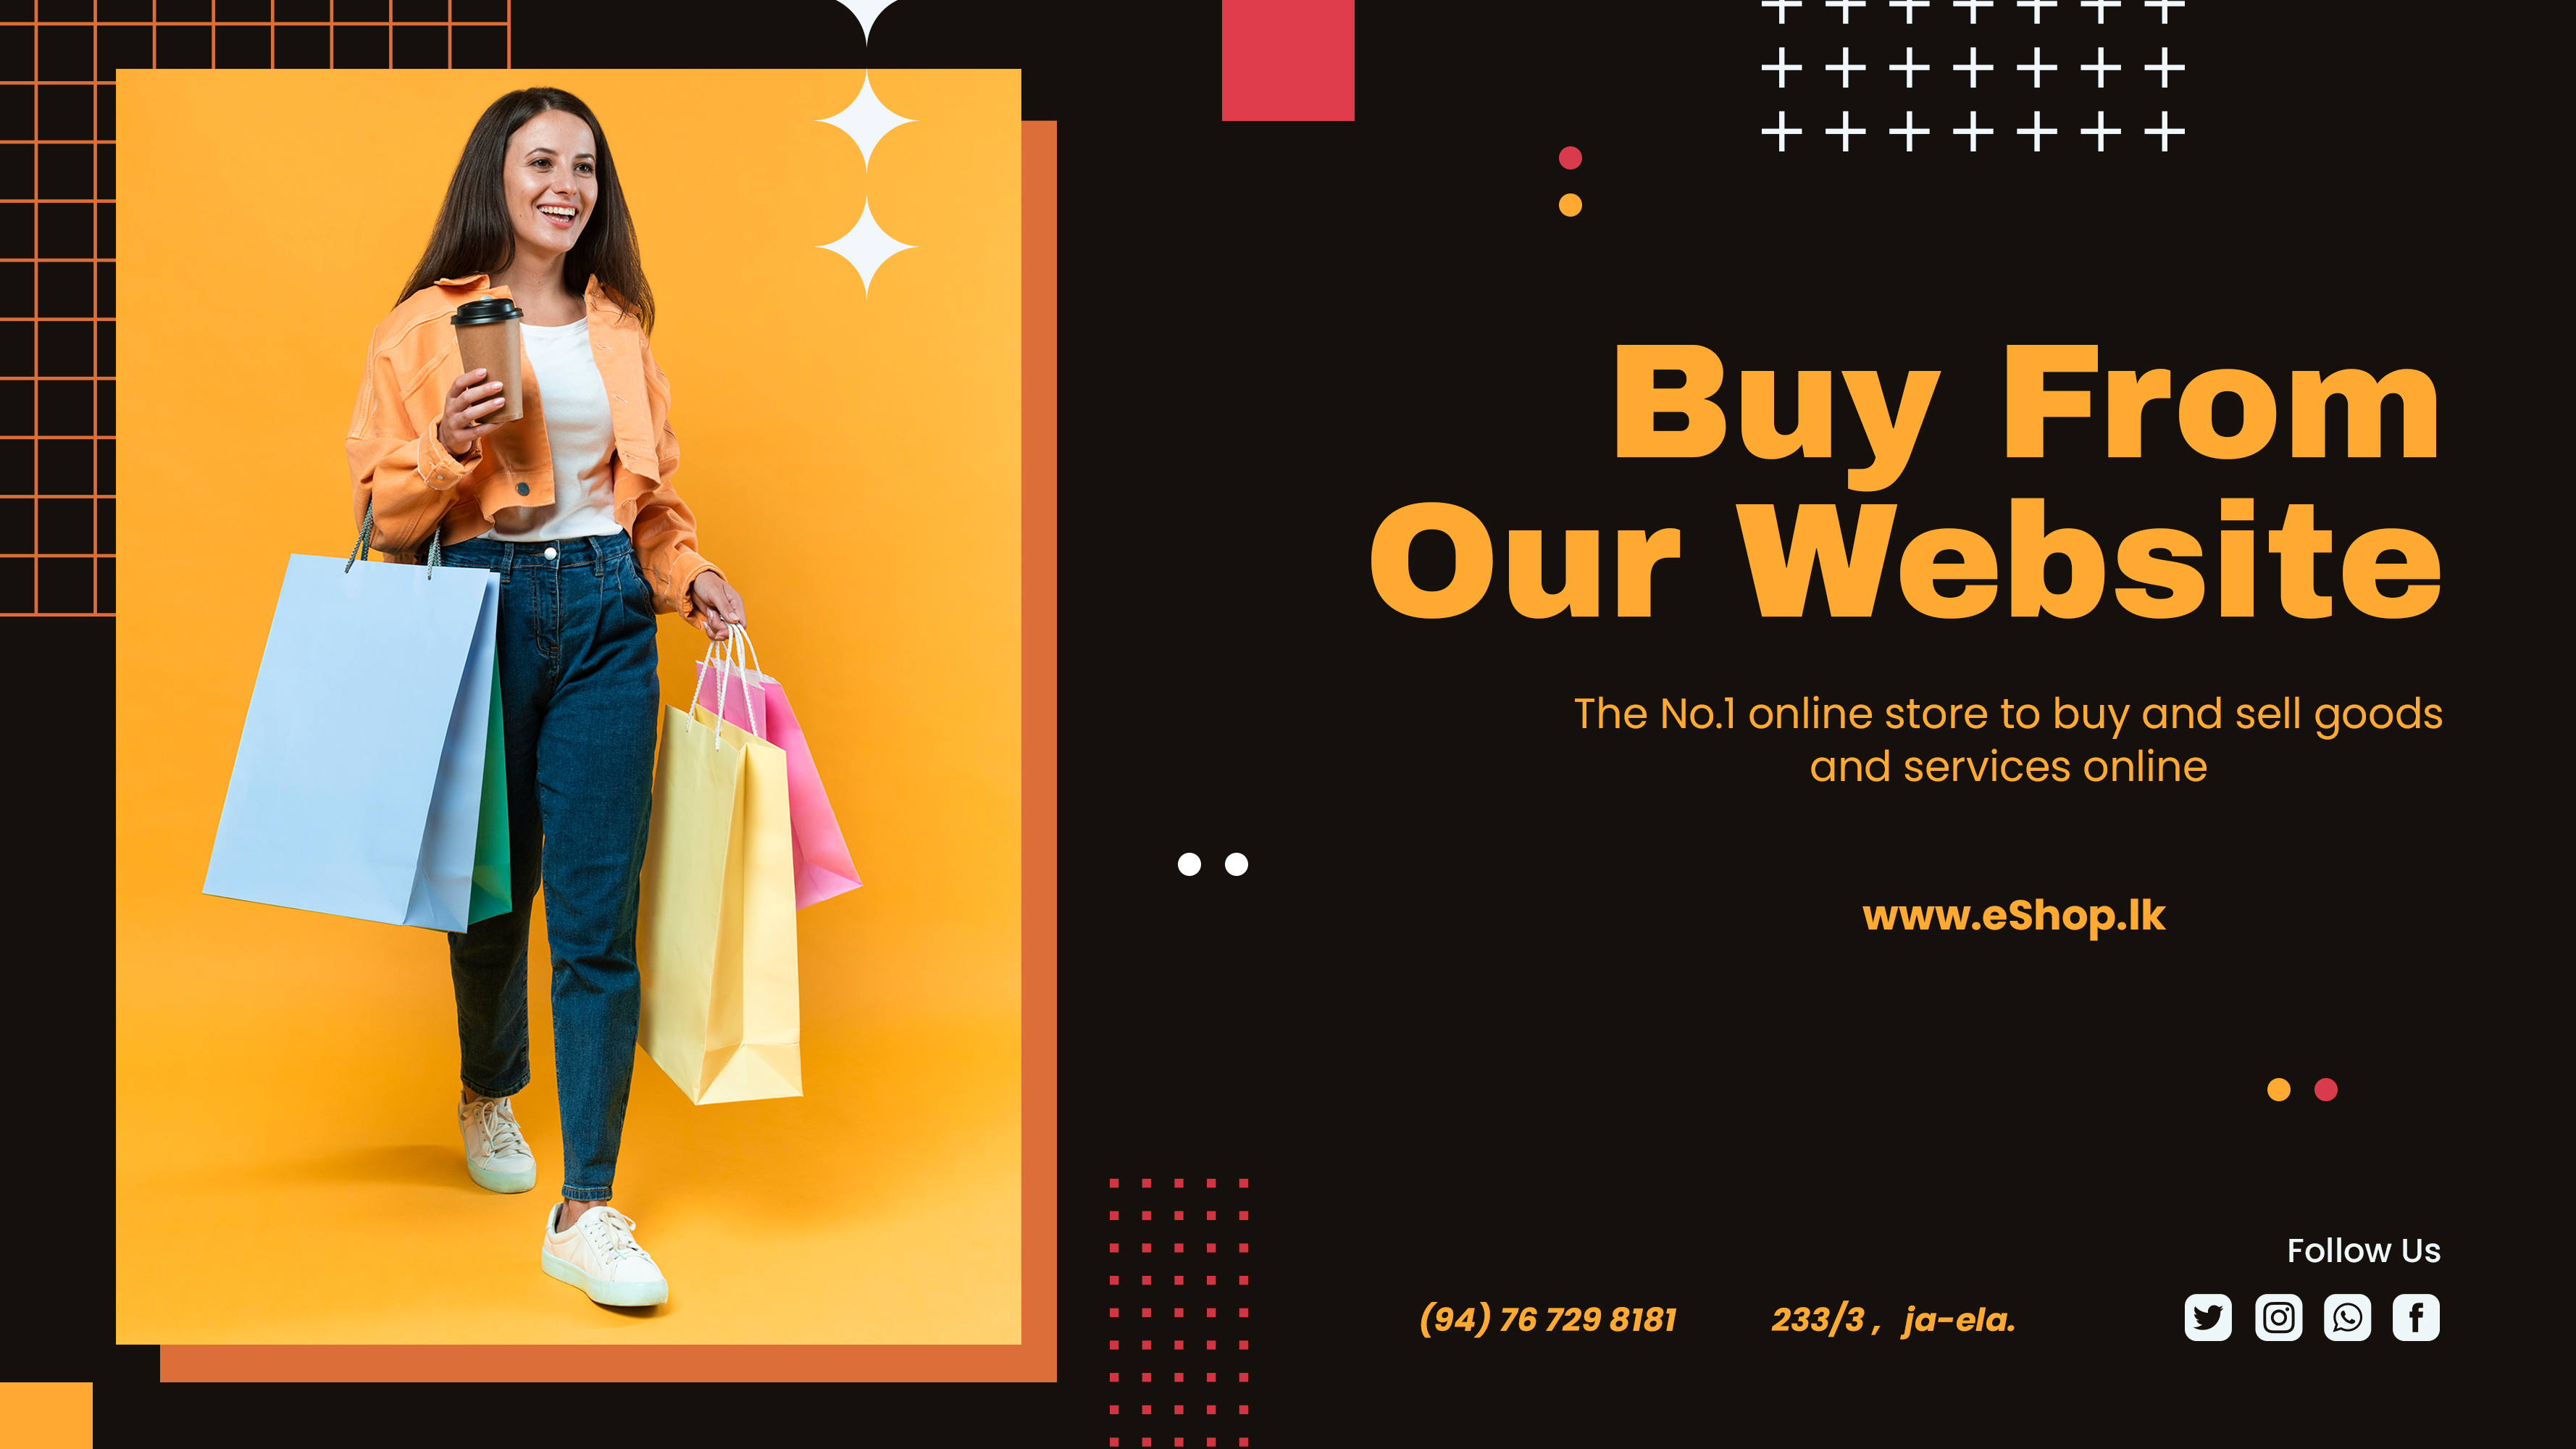 Buy From
Our Website
The No.1 online store to buy and sell goods
and services online
www.eShop.lk
Follow Us
(94) 76 729 8181
233/3 , ja-ela.